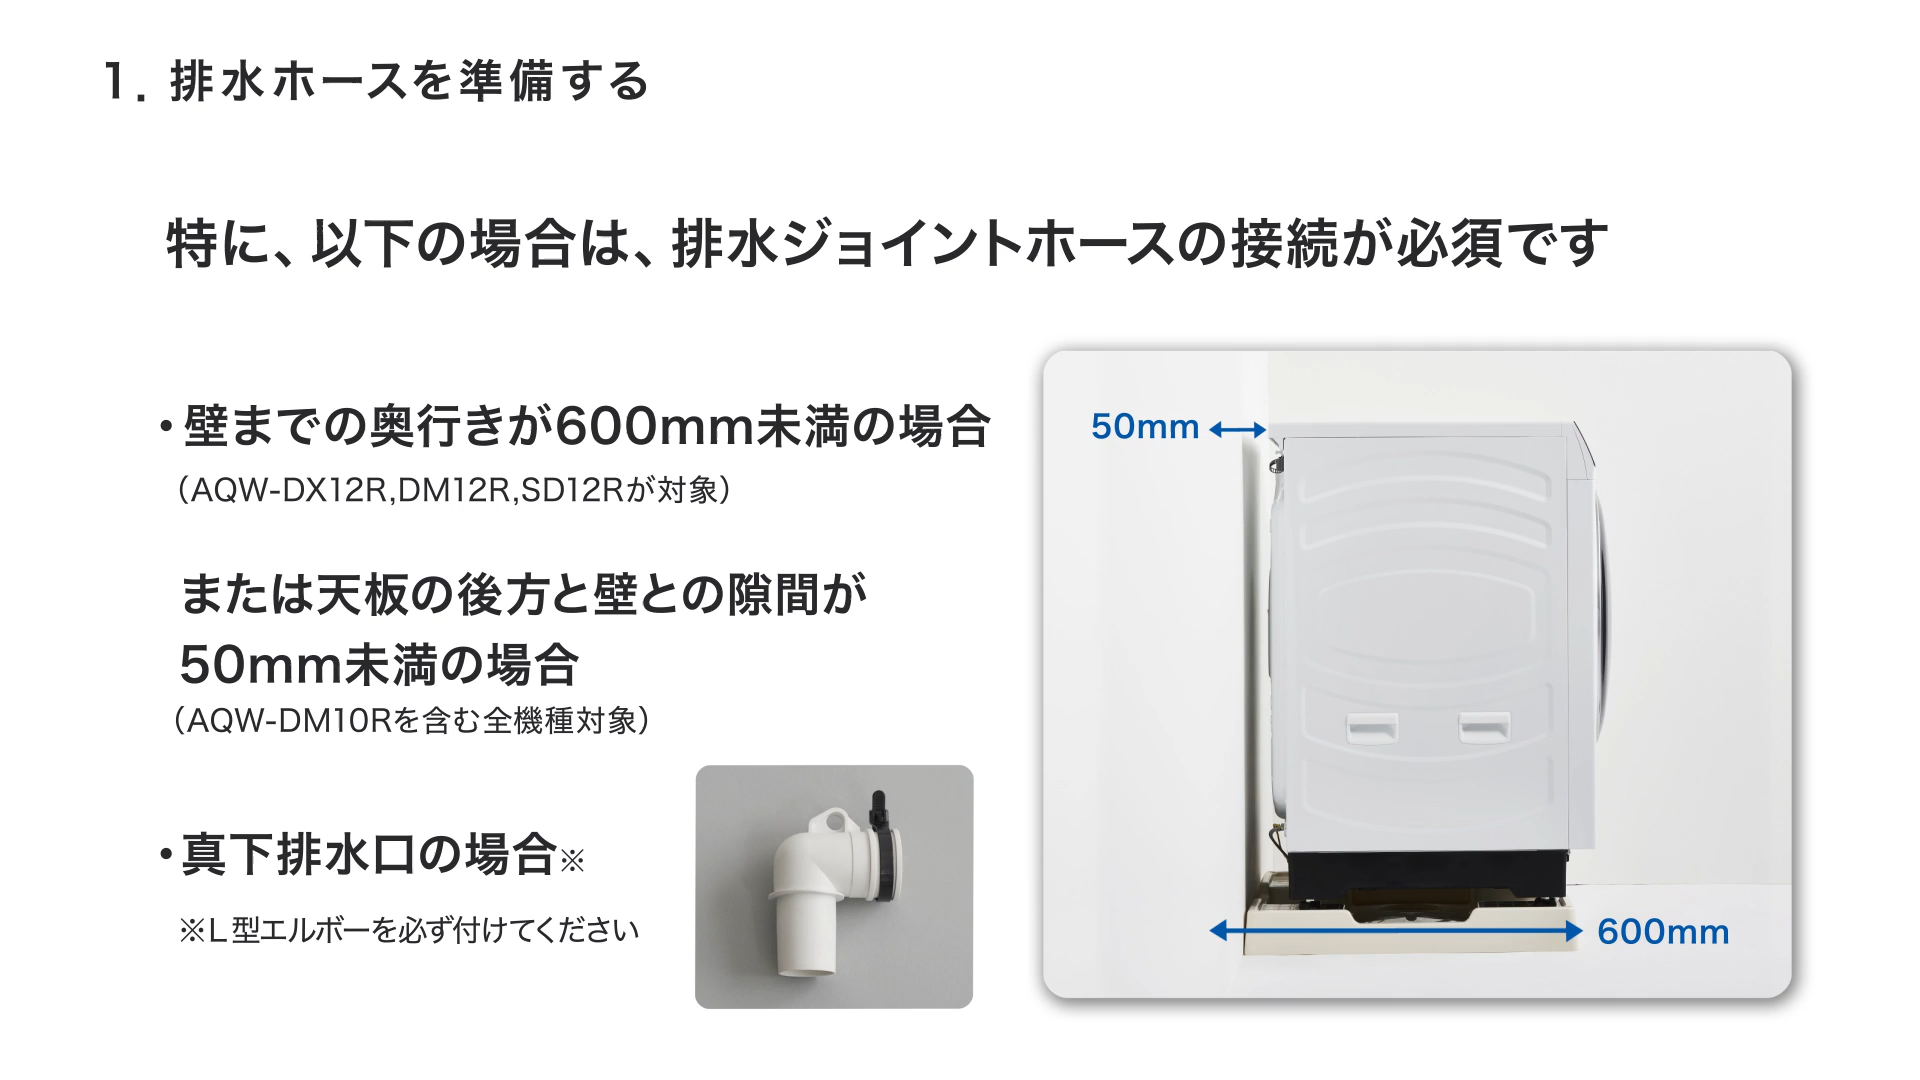 1. 排水ホースを準備する
特に、以下の場合は、排水ジョイントホースの接続が必須です
・壁までの奥行きが600mm未満の場合
（AQW-DX12R,DM12R,SD12Rが対象）
または天板の後方と壁との隙間が
50mm未満の場合
（AQW-DM10Rを含む全機種対象）
・真下排水口の場合※
※L型エルボーを必ず付けてください
50mm
600mm